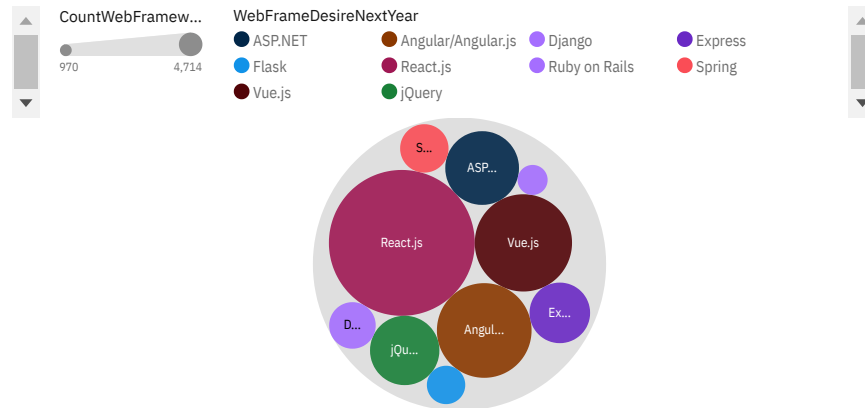 CountWebFramew...
970 4,714
WebFrameDesireNextYear
ASP.NET Angular/Angular.js Django Express
Flask React.js Ruby on Rails Spring
Vue.js jQuery
S...
ASP...
React.js
Vue.js
Ex...
D...
Angul...
jQu...